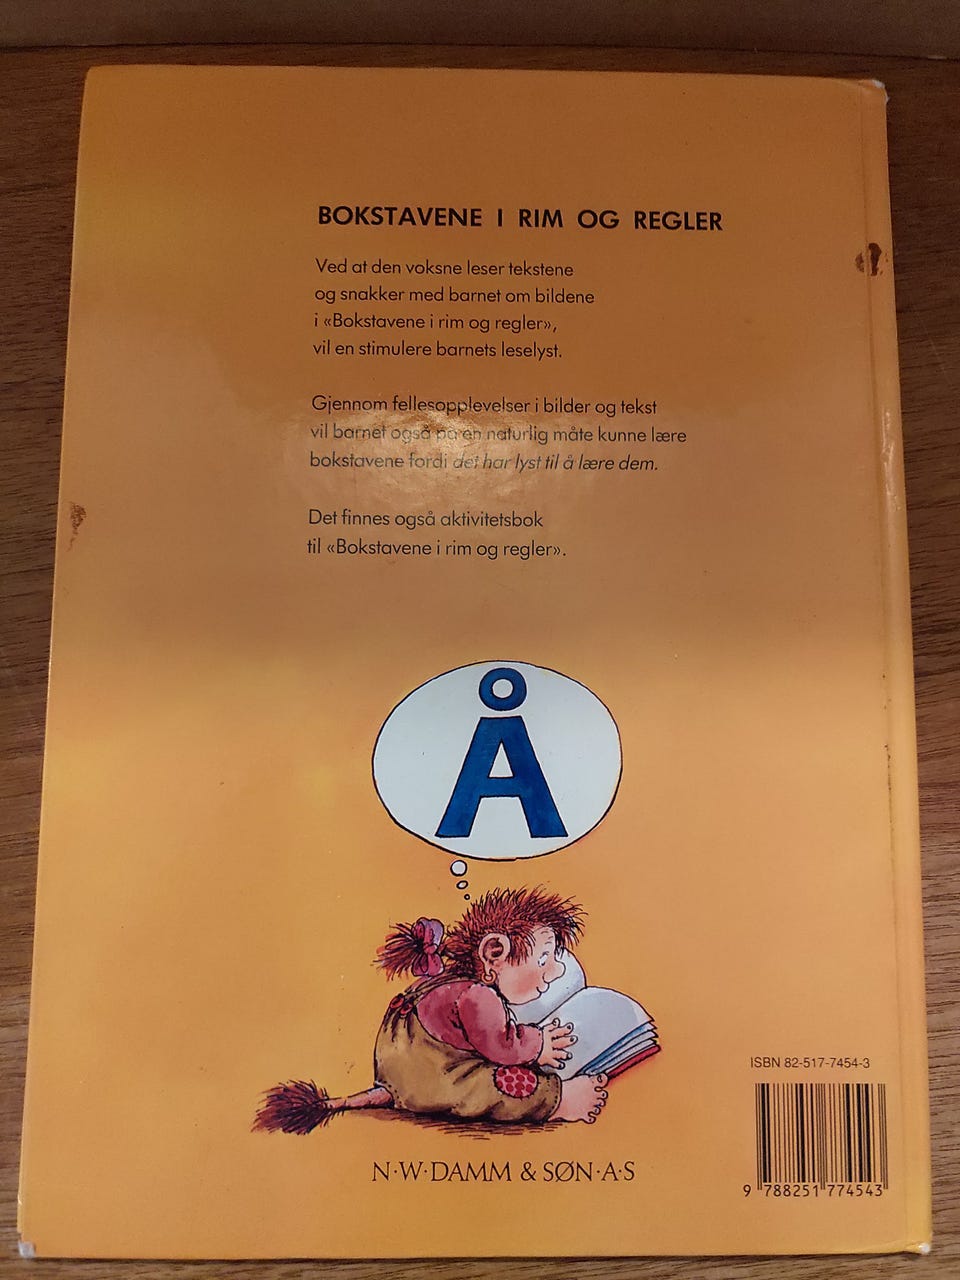 BOKSTAVENE I RIM OG REGLER
Ved at den voksne leser tekstene
og snakker med barnet om bildene
i «Bokstavene i rim og regler»,
vil en stimulere barnets leselyst.
Gjennom fellesopplevelser i bilder og tekst
vil barnet også på en naturlig måte kunne lære
bokstavene fordi det har lyst til å lære dem.
Det finnes også aktivitetsbok
til «Bokstavene i rim og regler».
Å
ISBN 82-517-7454-3
9 788251 774543
N·W·DAMM & SØN·A·S